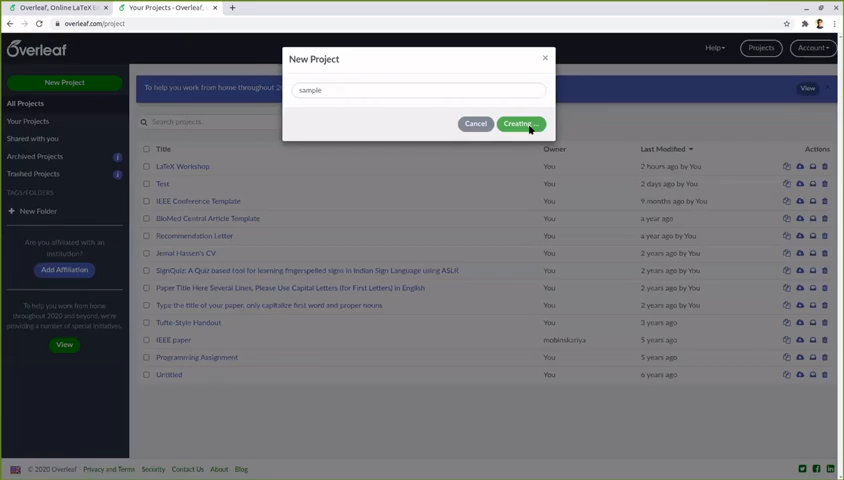 Overleaf, Online LaTeX Ed
Your Projects - Overleaf,
overleaf.com/project
Overleaf
Help
Projects
Account
New Project
sample
Cancel
Creating ...
New Project
To help you work from home throughout 2
View
All Projects
Your Projects
Shared with you
Archived Projects
Trashed Projects
TAGS/FOLDERS
New Folder
Are you affiliated with an
institution?
Add Affiliation
To help you work from home
throughout 2020 and beyond, we're
providing a number of special initiatives.
View
Search projects...
Title Owner Last Modified Actions
LaTeX Workshop You 2 hours ago by You
Test You 2 days ago by You
IEEE Conference Template You 9 months ago by You
BioMed Central Article Template You a year ago
Recommendation Letter You a year ago by You
Jemal Hassen's CV You 2 years ago by You
SignQuiz: A Quiz based tool for learning fingerspelled signs in Indian Sign Language using ASLR You 2 years ago by You
Paper Title Here Several Lines, Please Use Capital Letters (for First Letters) in English You 2 years ago by You
Type the title of your paper, only capitalize first word and proper nouns You 2 years ago by You
Tufte-Style Handout You 3 years ago
IEEE paper mobinskariya 5 years ago
Programming Assignment You 5 years ago
Untitled You 6 years ago
© 2020 Overleaf Privacy and Terms Security Contact Us About Blog